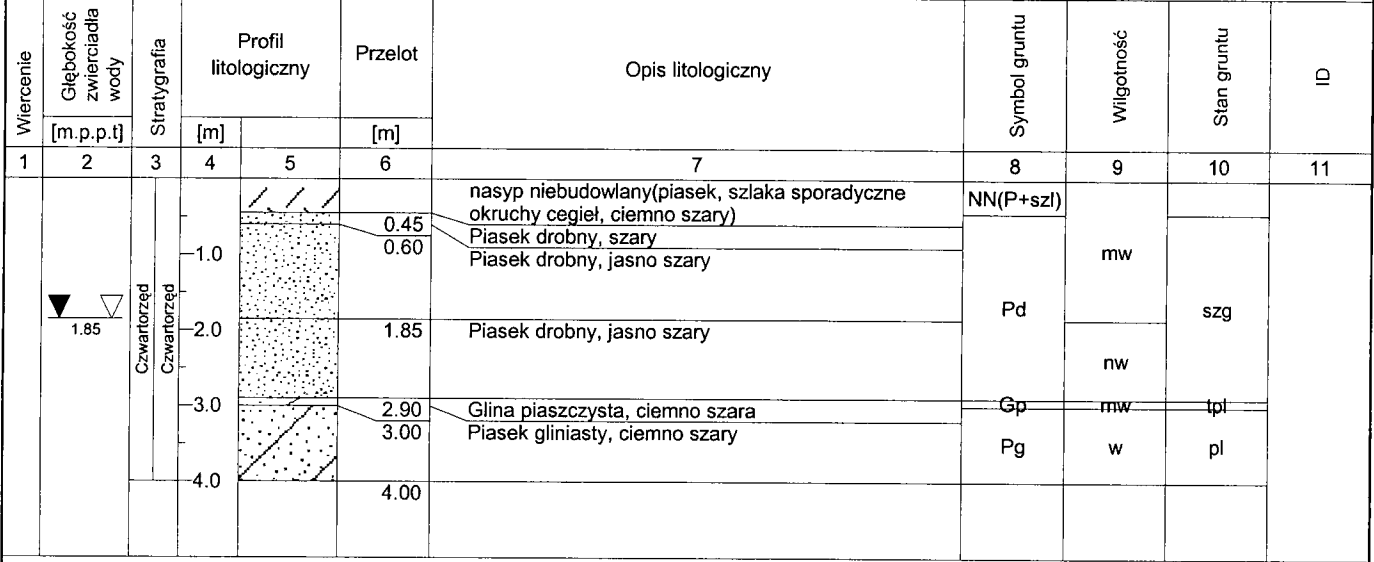 Wiercenie
Głębokość
zwierciadła
wody
[m.p.p.t]
Stratygrafia
Profil
litologiczny
[m]
Przelot
[m]
Opis litologiczny
Symbol gruntu
Wilgotność
Stan gruntu
ID
1 2 3 4 5 6 7 8 9 10 11
nasyp niebudowlany(piasek, szlaka sporadyczne
okruchy cegieł, ciemno szary)
NN(P+szl)
0.45
Piasek drobny, szary
0.60
Piasek drobny, jasno szary
1.0
mw
Czwartorzęd
Czwartorzęd
1.85
2.0
1.85
Piasek drobny, jasno szary
Pd
szg
nw
3.0
2.90
Glina piaszczysta, ciemno szara
Gp
mw
tpl
3.00
Piasek gliniasty, ciemno szary
Pg
w
pl
4.0
4.00